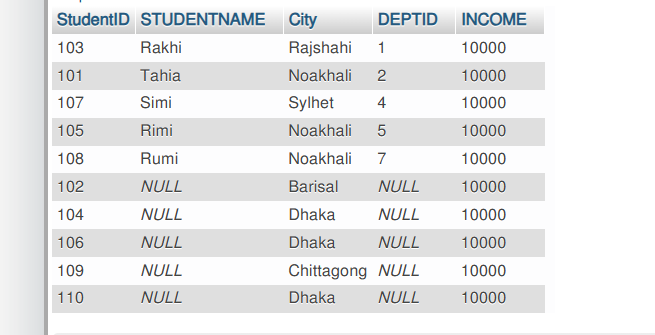 StudentID STUDENTNAME City DEPTID INCOME
103 Rakhi Rajshahi 1 10000
101 Tahia Noakhali 2 10000
107 Simi Sylhet 4 10000
105 Rimi Noakhali 5 10000
108 Rumi Noakhali 7 10000
102 NULL Barisal NULL 10000
104 NULL Dhaka NULL 10000
106 NULL Dhaka NULL 10000
109 NULL Chittagong NULL 10000
110 NULL Dhaka NULL 10000